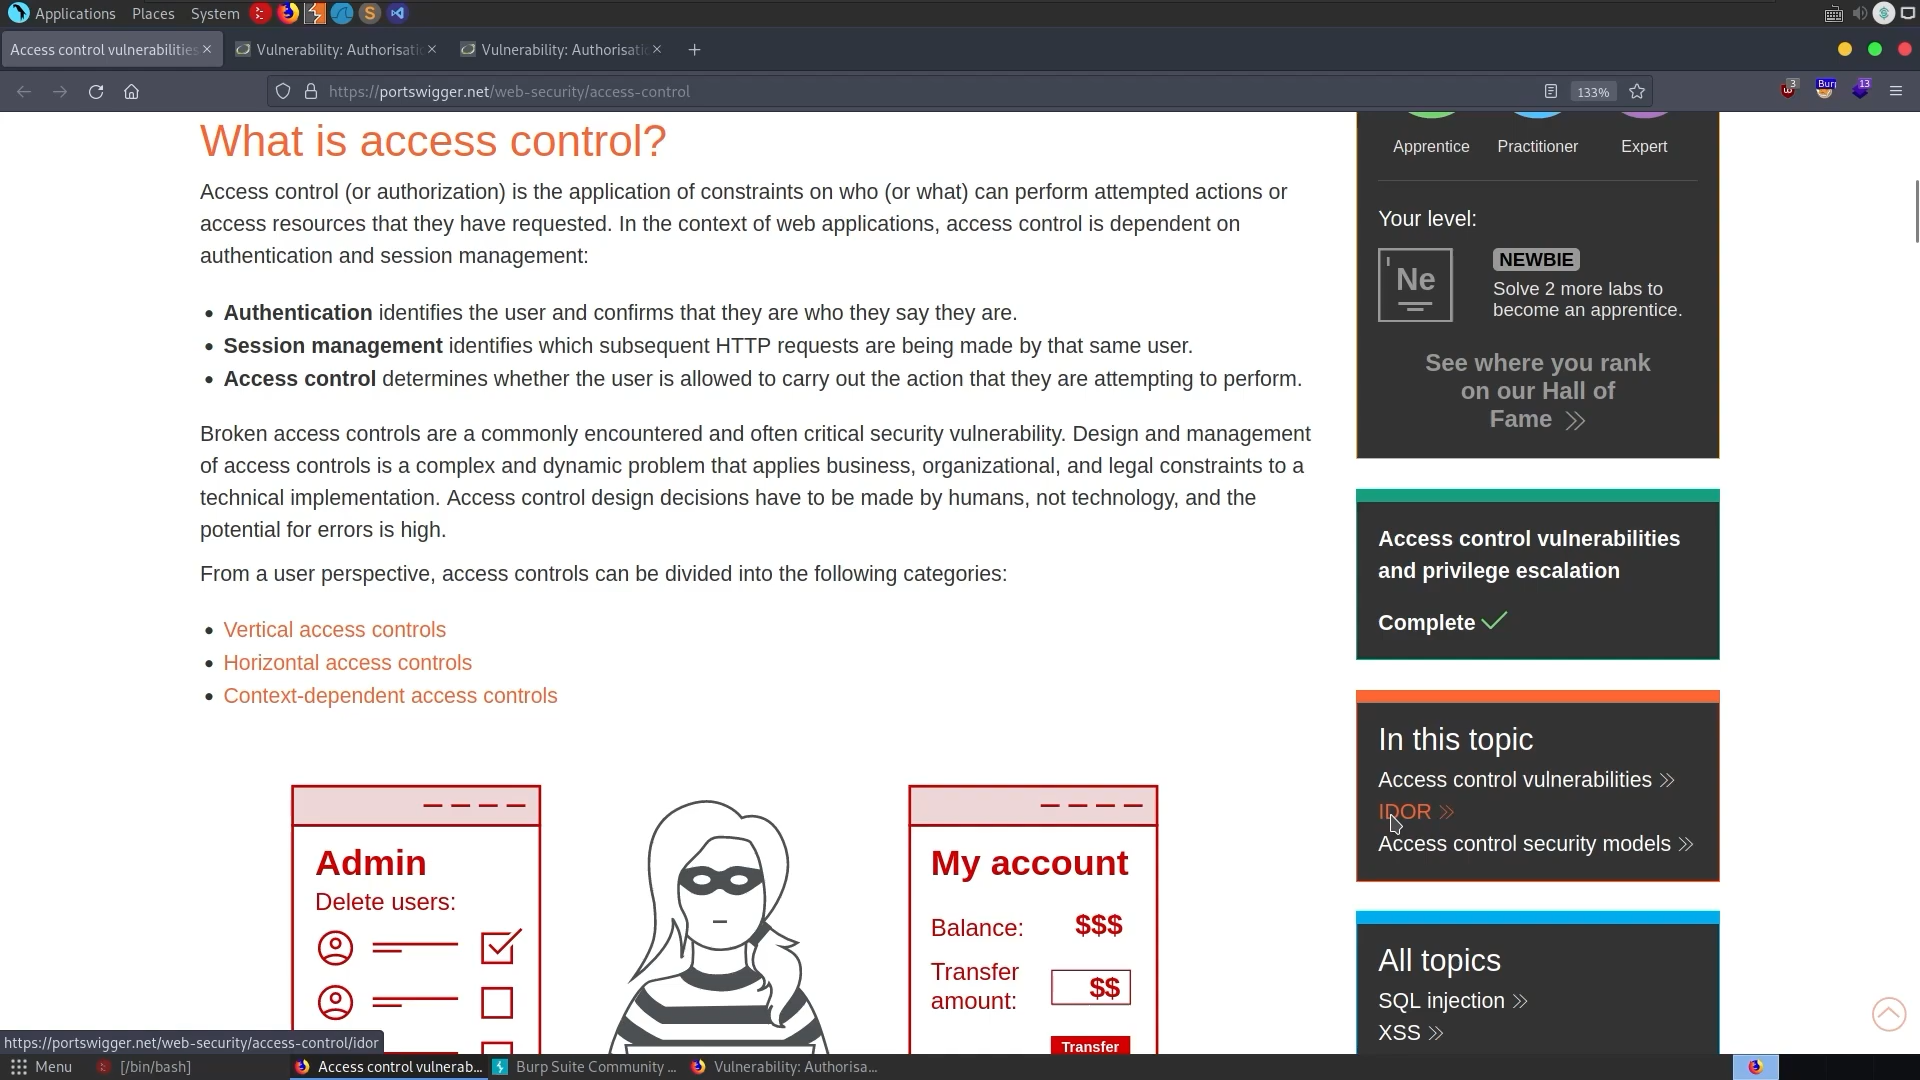 Applications Places System S
Access control vulnerabilities × Vulnerability: Authorisati × Vulnerability: Authorisati × +
https://portswigger.net/web-security/access-control 133% 3 Bur 13
What is access control?
Access control (or authorization) is the application of constraints on who (or what) can perform attempted actions or
access resources that they have requested. In the context of web applications, access control is dependent on
authentication and session management:
• Authentication identifies the user and confirms that they are who they say they are.
• Session management identifies which subsequent HTTP requests are being made by that same user.
• Access control determines whether the user is allowed to carry out the action that they are attempting to perform.
Broken access controls are a commonly encountered and often critical security vulnerability. Design and management
of access controls is a complex and dynamic problem that applies business, organizational, and legal constraints to a
technical implementation. Access control design decisions have to be made by humans, not technology, and the
potential for errors is high.
From a user perspective, access controls can be divided into the following categories:
• Vertical access controls
• Horizontal access controls
• Context-dependent access controls
Admin
Delete users:
My account
Balance: $$$
Transfer
amount: $$
Transfer
Apprentice Practitioner Expert
Your level:
Ne
NEWBIE
Solve 2 more labs to
become an apprentice.
See where you rank
on our Hall of
Fame
Access control vulnerabilities
and privilege escalation
Complete
In this topic
Access control vulnerabilities
IDOR
Access control security models
All topics
SQL injection
XSS
https://portswigger.net/web-security/access-control/idor
Menu [/bin/bash] Access control vulnerab... Burp Suite Community ... Vulnerability: Authorisa...